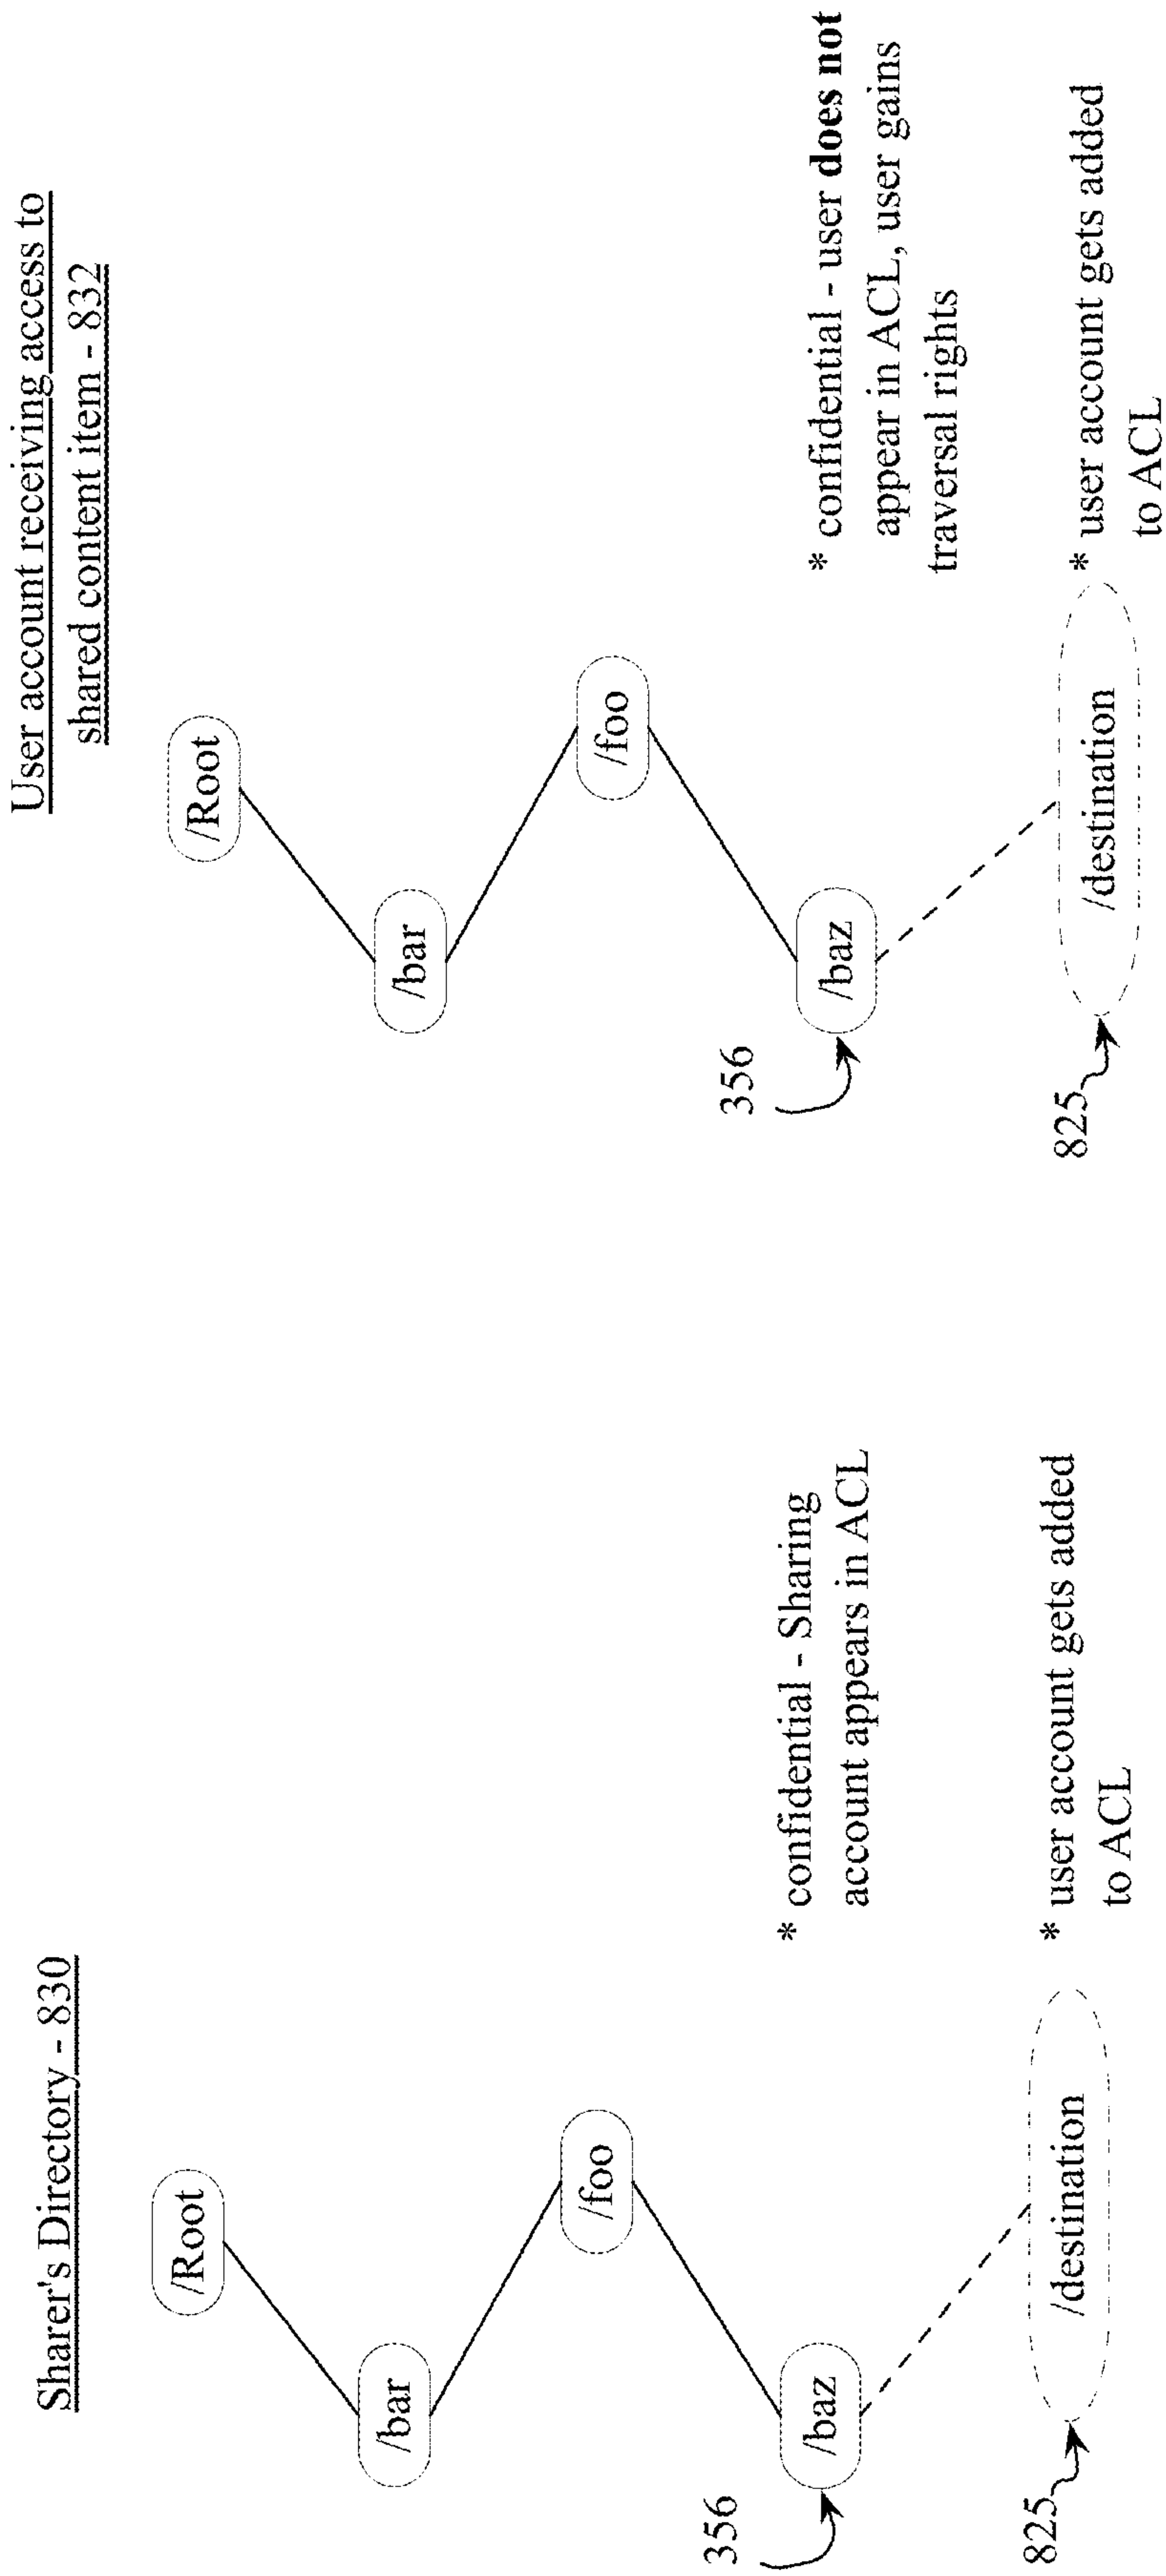 Sharer's Directory - 830
/Root
/bar
/foo
356
/baz
* confidential - Sharing
account appears in ACL
825
/destination
* user account gets added
to ACL
User account receiving access to
shared content item - 832
/Root
/bar
/foo
356
/baz
* confidential - user does not
appear in ACL, user gains
traversal rights
825
/destination
* user account gets added
to ACL